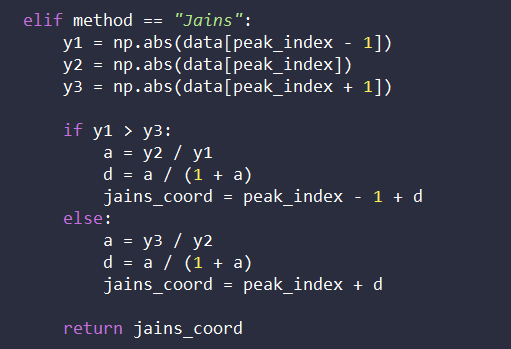 elif method == "Jains":
    y1 = np.abs(data[peak_index - 1])
    y2 = np.abs(data[peak_index])
    y3 = np.abs(data[peak_index + 1])

    if y1 > y3:
        a = y2 / y1
        d = a / (1 + a)
        jains_coord = peak_index - 1 + d
    else:
        a = y3 / y2
        d = a / (1 + a)
        jains_coord = peak_index + d

    return jains_coord